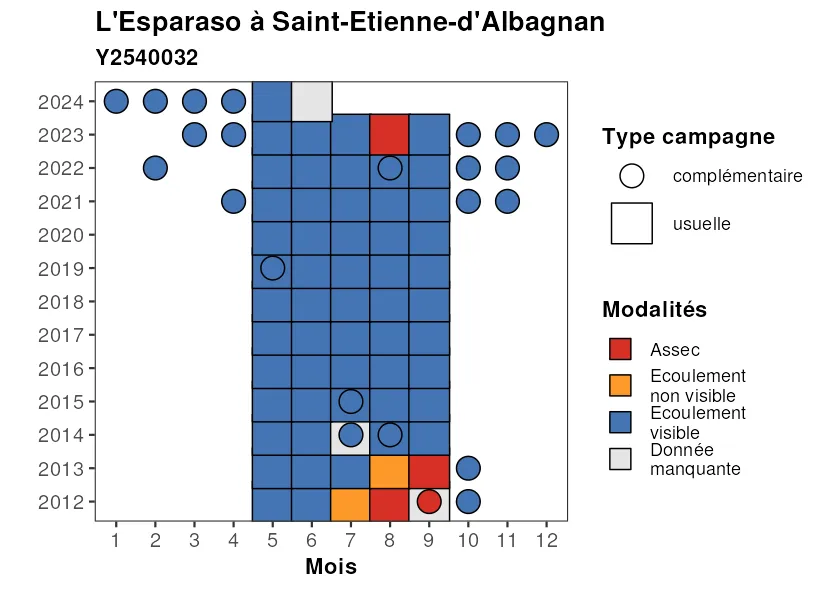 L'Esparaso à Saint-Etienne-d'Albagnan
Y2540032
2024
2023
2022
2021
2020
2019
2018
2017
2016
2015
2014
2013
2012
1 2 3 4 5 6 7 8 9 10 11 12
Mois
Type campagne
complémentaire
usuelle
Modalités
Assec
Ecoulement
non visible
Ecoulement
visible
Donnée
manquante